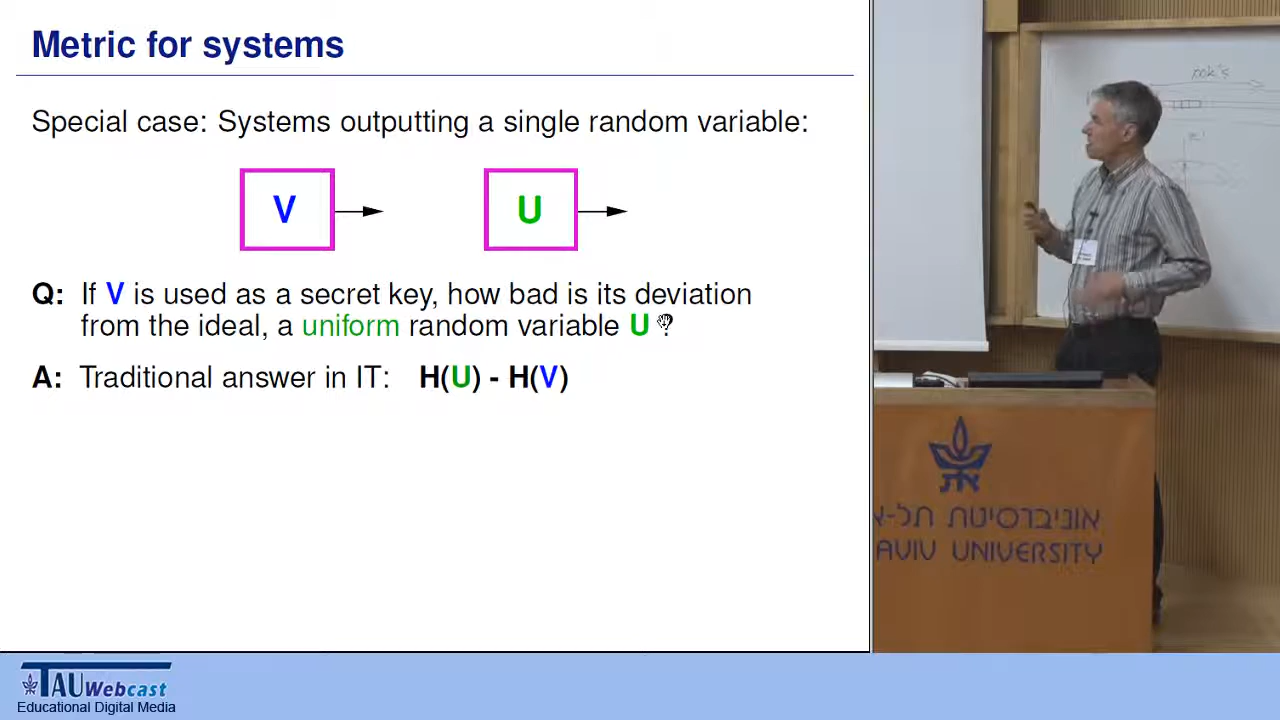 Metric for systems
Special case: Systems outputting a single random variable:
V
U
Q: If V is used as a secret key, how bad is its deviation
from the ideal, a uniform random variable U ?
A: Traditional answer in IT: H(U) - H(V)
אוניברסיטת תל-א
AVIV UNIVERSITY
TAU Webcast
Educational Digital Media